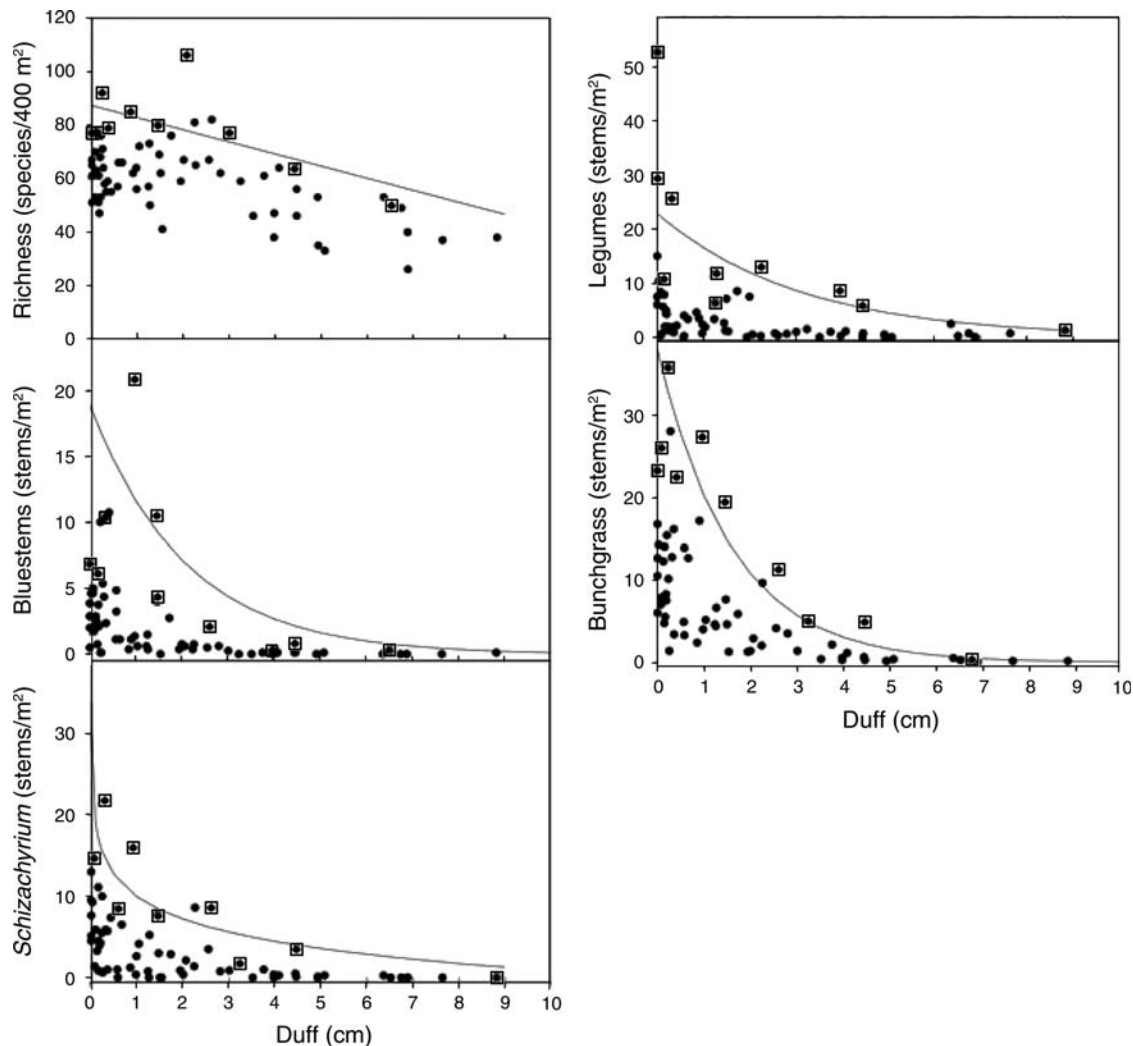 120
100
80
60
40
20
0
Richness (species/400 m²)
50
40
30
20
10
0
Legumes (stems/m²)
20
15
10
5
0
Bluestems (stems/m²)
30
20
10
0
Bunchgrass (stems/m²)
0 1 2 3 4 5 6 7 8 9 10
Duff (cm)
30
20
10
0
Schizachyrium (stems/m²)
0 1 2 3 4 5 6 7 8 9 10
Duff (cm)